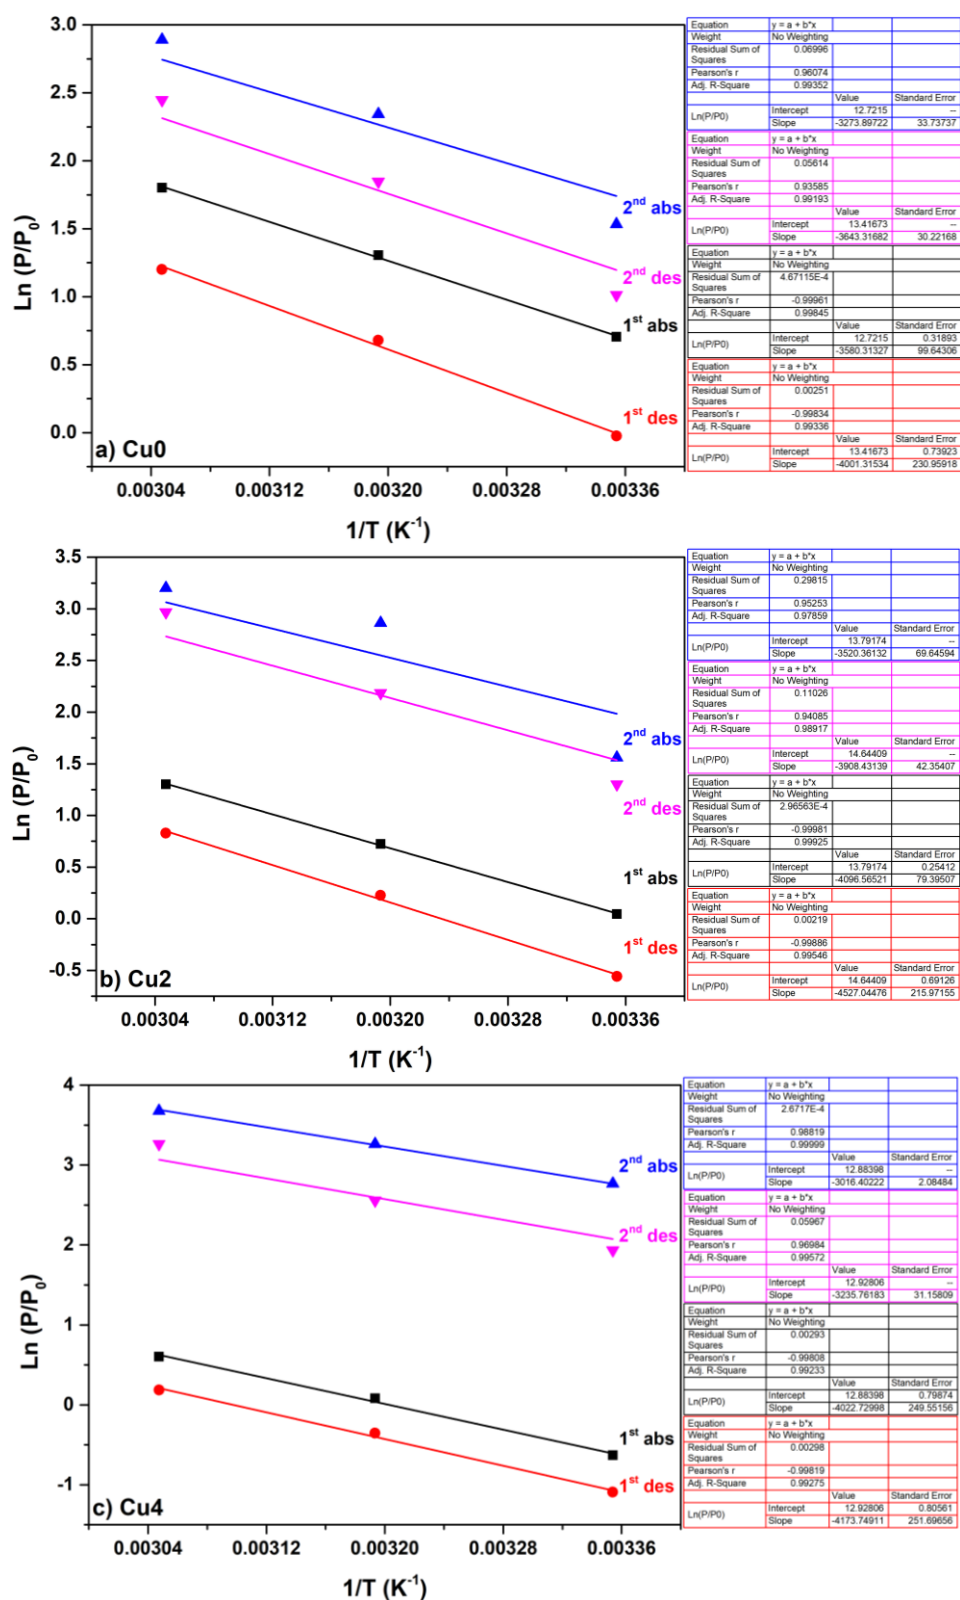 3.0
2.5
2.0
1.5
1.0
0.5
0.0
Ln (P/P0)
2nd abs
2nd des
1st abs
1st des
a) Cu0
0.00304 0.00312 0.00320 0.00328 0.00336
1/T (K-1)
Equation y = a + b*x
Weight No Weighting
Residual Sum of Squares 0.06996
Pearson's r 0.96074
Adj. R-Square 0.99352
Value Standard Error
Ln(P/P0) Intercept 12.7215 --
Slope -3273.89722 33.73737
Equation y = a + b*x
Weight No Weighting
Residual Sum of Squares 0.05614
Pearson's r 0.93585
Adj. R-Square 0.99193
Value Standard Error
Ln(P/P0) Intercept 13.41673 --
Slope -3643.31682 30.22168
Equation y = a + b*x
Weight No Weighting
Residual Sum of Squares 4.67115E-4
Pearson's r -0.99961
Adj. R-Square 0.99845
Value Standard Error
Ln(P/P0) Intercept 12.7215 0.31893
Slope -3580.31327 99.64306
Equation y = a + b*x
Weight No Weighting
Residual Sum of Squares 0.00251
Pearson's r -0.99834
Adj. R-Square 0.99336
Value Standard Error
Ln(P/P0) Intercept 13.41673 0.73923
Slope -4001.31534 230.95918
3.5
3.0
2.5
2.0
1.5
1.0
0.5
0.0
-0.5
Ln (P/P0)
2nd abs
2nd des
1st abs
1st des
b) Cu2
0.00304 0.00312 0.00320 0.00328 0.00336
1/T (K-1)
Equation y = a + b*x
Weight No Weighting
Residual Sum of Squares 0.29815
Pearson's r 0.95253
Adj. R-Square 0.97859
Value Standard Error
Ln(P/P0) Intercept 13.79174 --
Slope -3520.36132 69.64594
Equation y = a + b*x
Weight No Weighting
Residual Sum of Squares 0.11026
Pearson's r 0.94085
Adj. R-Square 0.98917
Value Standard Error
Ln(P/P0) Intercept 14.64409 --
Slope -3908.43139 42.35407
Equation y = a + b*x
Weight No Weighting
Residual Sum of Squares 2.96563E-4
Pearson's r -0.99981
Adj. R-Square 0.99925
Value Standard Error
Ln(P/P0) Intercept 13.79174 0.25412
Slope -4096.56521 79.39507
Equation y = a + b*x
Weight No Weighting
Residual Sum of Squares 0.00219
Pearson's r -0.99886
Adj. R-Square 0.99546
Value Standard Error
Ln(P/P0) Intercept 14.64409 0.69126
Slope -4527.04476 215.97155
4
3
2
1
0
-1
Ln (P/P0)
2nd abs
2nd des
1st abs
1st des
c) Cu4
0.00304 0.00312 0.00320 0.00328 0.00336
1/T (K-1)
Equation y = a + b*x
Weight No Weighting
Residual Sum of Squares 2.6717E-4
Pearson's r 0.98819
Adj. R-Square 0.99999
Value Standard Error
Ln(P/P0) Intercept 12.88398 --
Slope -3016.40222 2.08484
Equation y = a + b*x
Weight No Weighting
Residual Sum of Squares 0.05967
Pearson's r 0.96984
Adj. R-Square 0.99572
Value Standard Error
Ln(P/P0) Intercept 12.92806 --
Slope -3235.76183 31.15809
Equation y = a + b*x
Weight No Weighting
Residual Sum of Squares 0.00293
Pearson's r -0.99808
Adj. R-Square 0.99233
Value Standard Error
Ln(P/P0) Intercept 12.88398 0.79874
Slope -4022.72998 249.55156
Equation y = a + b*x
Weight No Weighting
Residual Sum of Squares 0.00298
Pearson's r -0.99819
Adj. R-Square 0.99275
Value Standard Error
Ln(P/P0) Intercept 12.92806 0.80561
Slope -4173.74911 251.69656